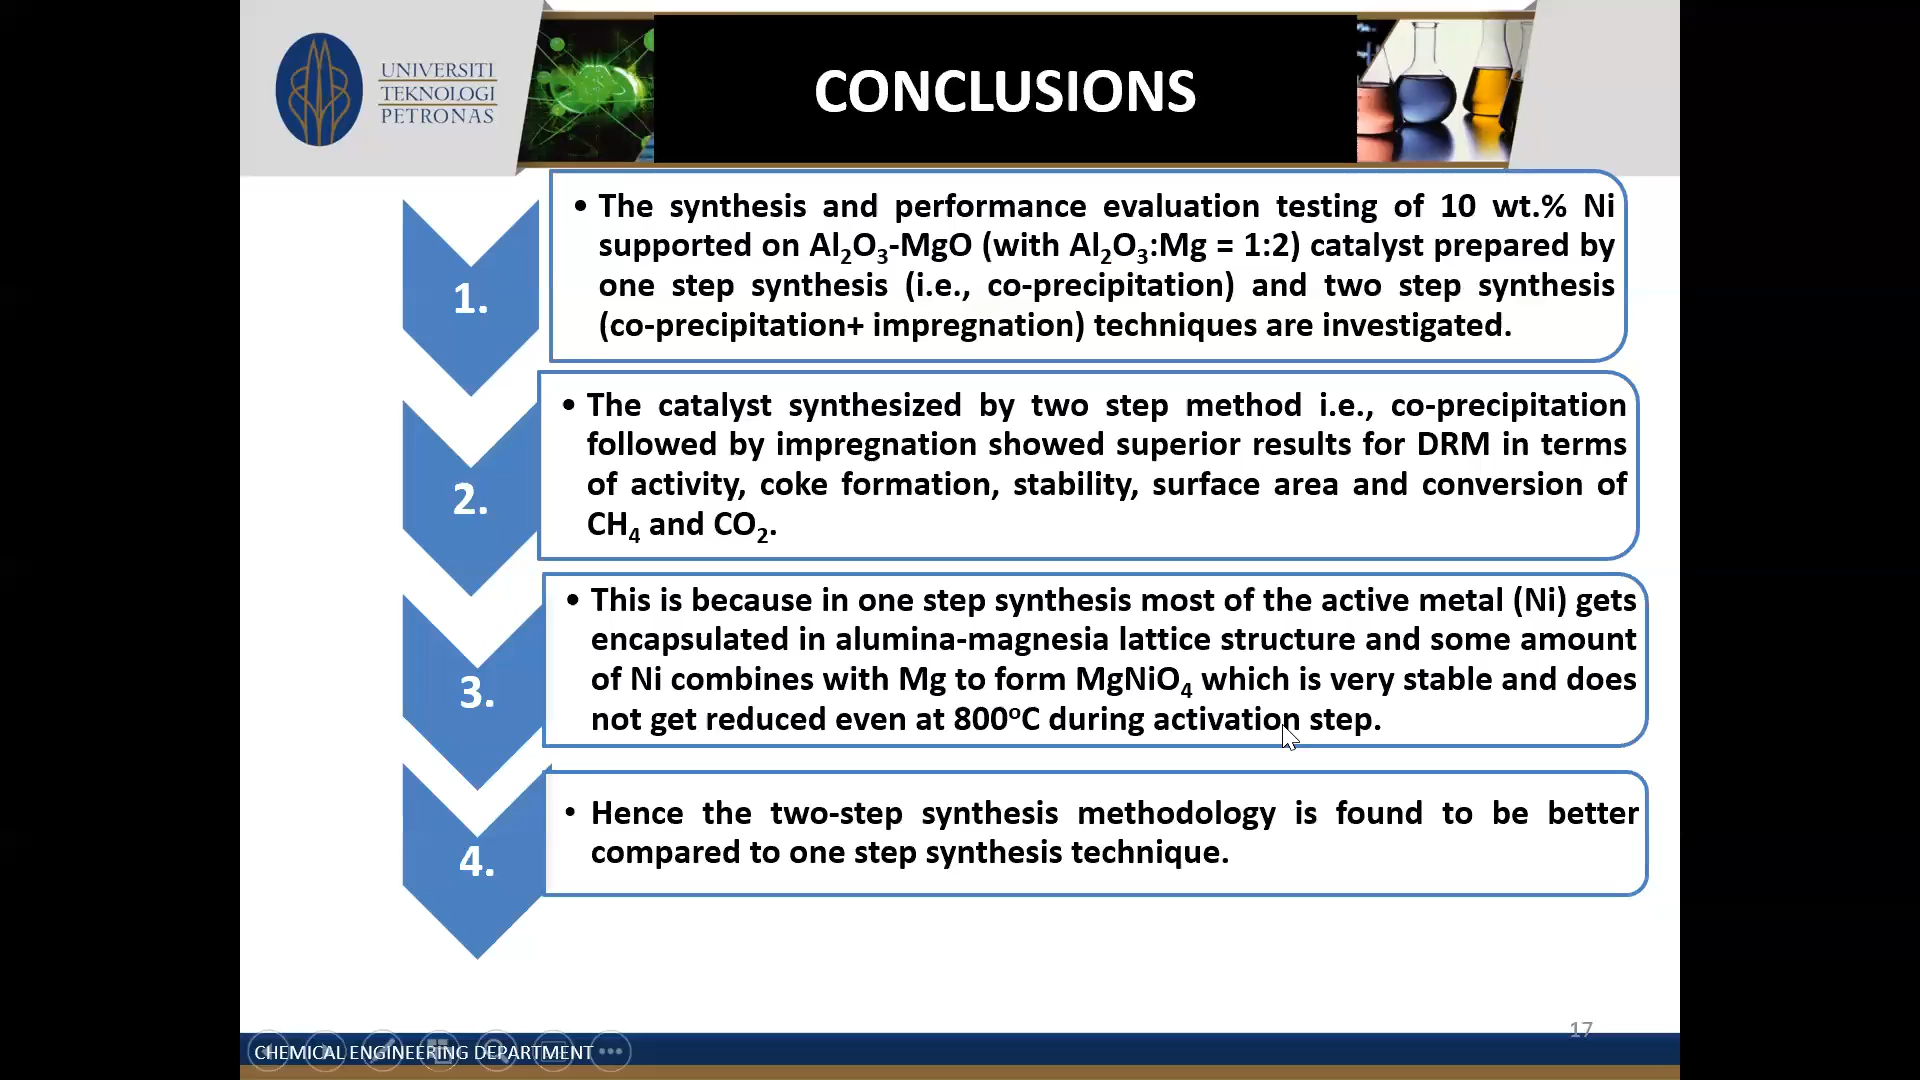 UNIVERSITI
TEKNOLOGI
PETRONAS
CONCLUSIONS
1.
• The synthesis and performance evaluation testing of 10 wt.% Ni
supported on Al₂O₃-MgO (with Al₂O₃:Mg = 1:2) catalyst prepared by
one step synthesis (i.e., co-precipitation) and two step synthesis
(co-precipitation+ impregnation) techniques are investigated.
2.
• The catalyst synthesized by two step method i.e., co-precipitation
followed by impregnation showed superior results for DRM in terms
of activity, coke formation, stability, surface area and conversion of
CH₄ and CO₂.
3.
• This is because in one step synthesis most of the active metal (Ni) gets
encapsulated in alumina-magnesia lattice structure and some amount
of Ni combines with Mg to form MgNiO₄ which is very stable and does
not get reduced even at 800ᵒC during activation step.
4.
• Hence the two-step synthesis methodology is found to be better
compared to one step synthesis technique.
17
CHEMICAL ENGINEERING DEPARTMENT